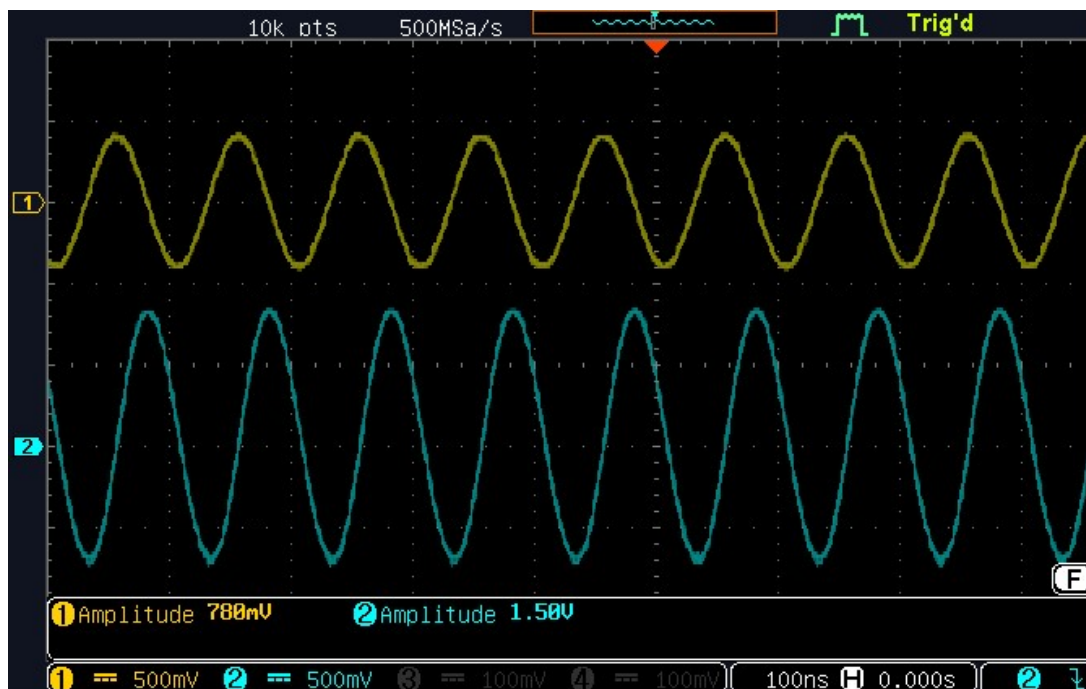 10k pts 500MSa/s Trig'd
1
2
F
1 Amplitude 780mV 2 Amplitude 1.50V
1 500mV 2 500mV 3 100mV 4 100mV 100ns H 0.000s 2